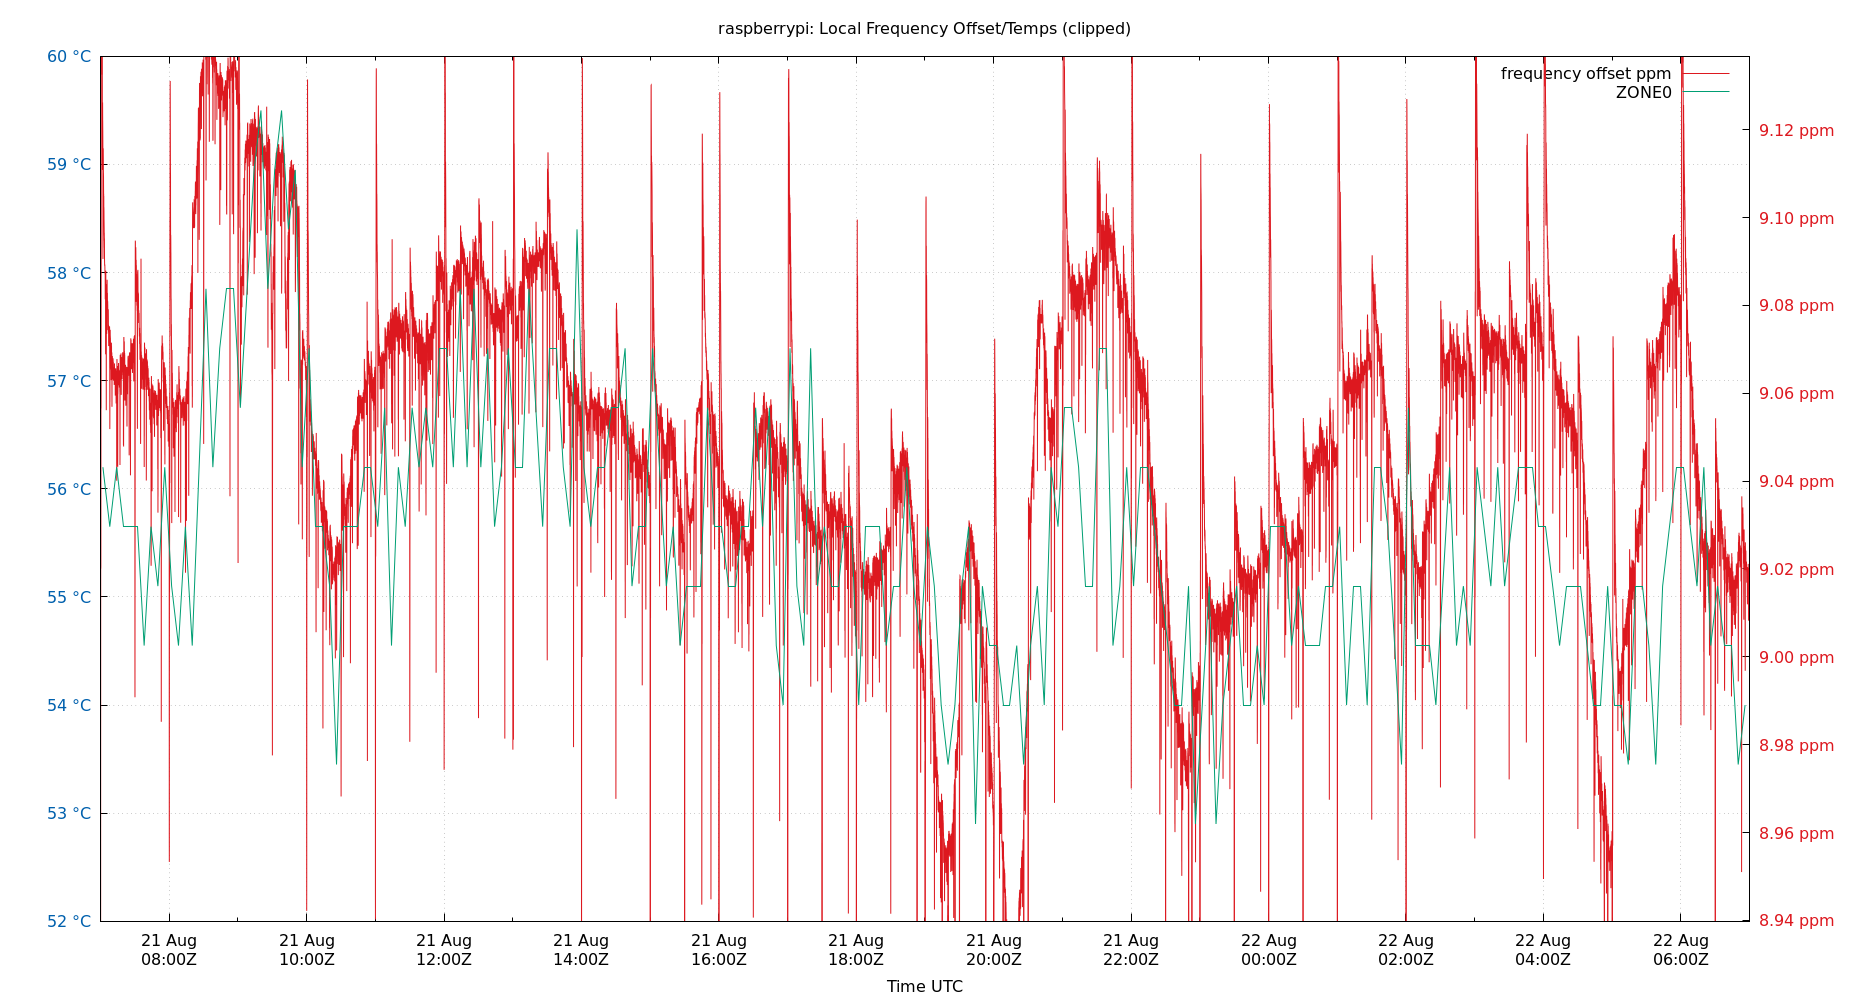 raspberrypi: Local Frequency Offset/Temps (clipped)
frequency offset ppm
ZONE0
60 °C
59 °C
58 °C
57 °C
56 °C
55 °C
54 °C
53 °C
52 °C
9.12 ppm
9.10 ppm
9.08 ppm
9.06 ppm
9.04 ppm
9.02 ppm
9.00 ppm
8.98 ppm
8.96 ppm
8.94 ppm
21 Aug
08:00Z
21 Aug
10:00Z
21 Aug
12:00Z
21 Aug
14:00Z
21 Aug
16:00Z
21 Aug
18:00Z
21 Aug
20:00Z
21 Aug
22:00Z
22 Aug
00:00Z
22 Aug
02:00Z
22 Aug
04:00Z
22 Aug
06:00Z
Time UTC